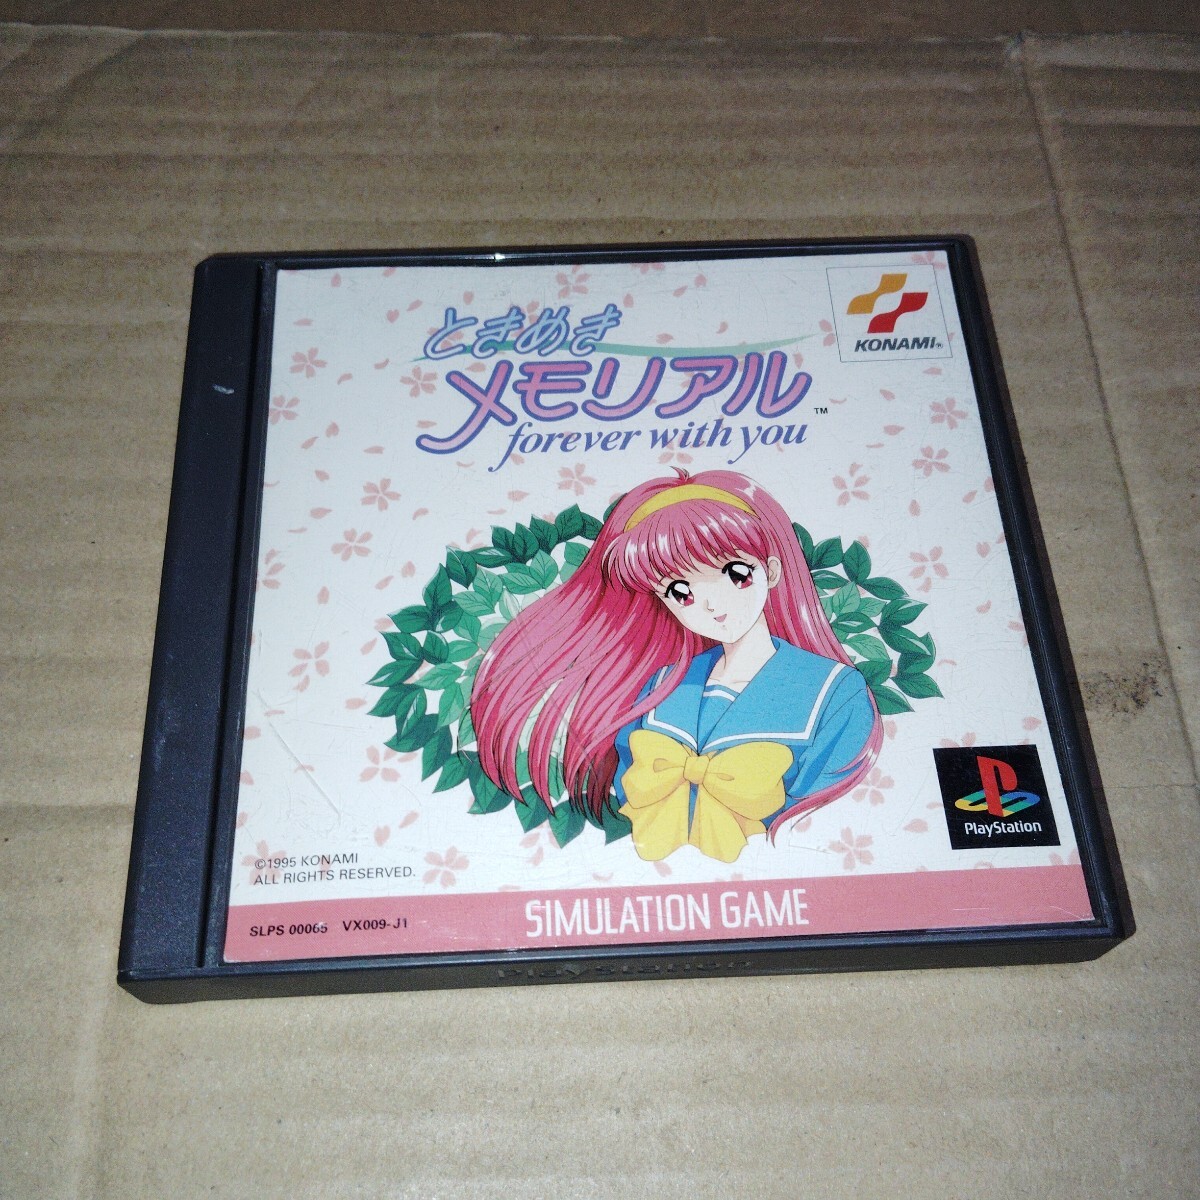 ときめき
メモリアル™
forever with you
KONAMI®
PlayStation
©1995 KONAMI
ALL RIGHTS RESERVED.
SLPS 00065 VX009-J1
SIMULATION GAME
PlayStation